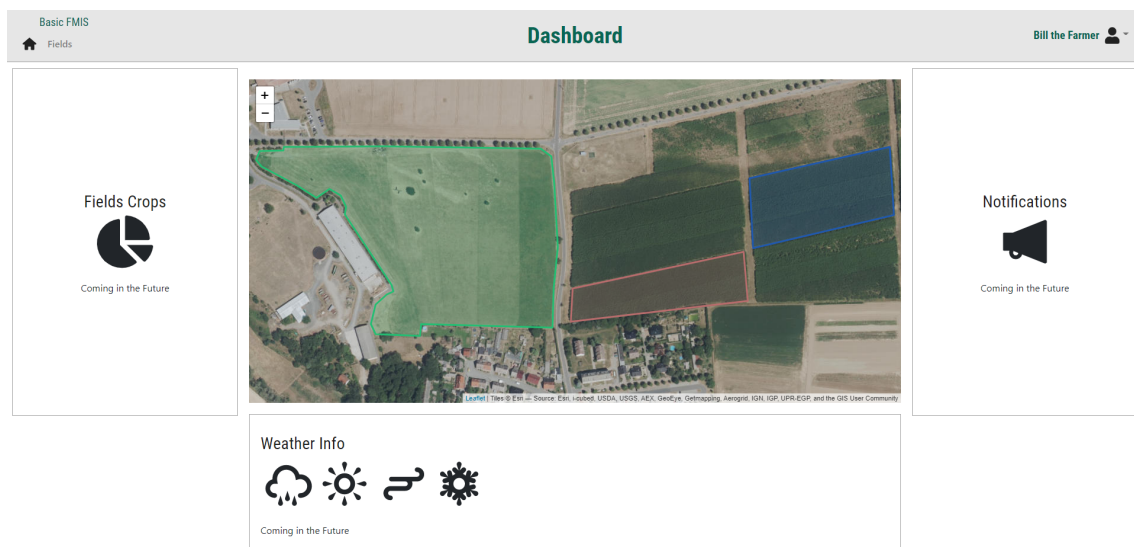 Basic FMIS
Fields
Dashboard
Bill the Farmer
Fields Crops
Coming in the Future
+
−
Leaflet | Tiles © Esri — Source: Esri, i-cubed, USDA, USGS, AEX, GeoEye, Getmapping, Aerogrid, IGN, IGP, UPR-EGP, and the GIS User Community
Notifications
Coming in the Future
Weather Info
Coming in the Future